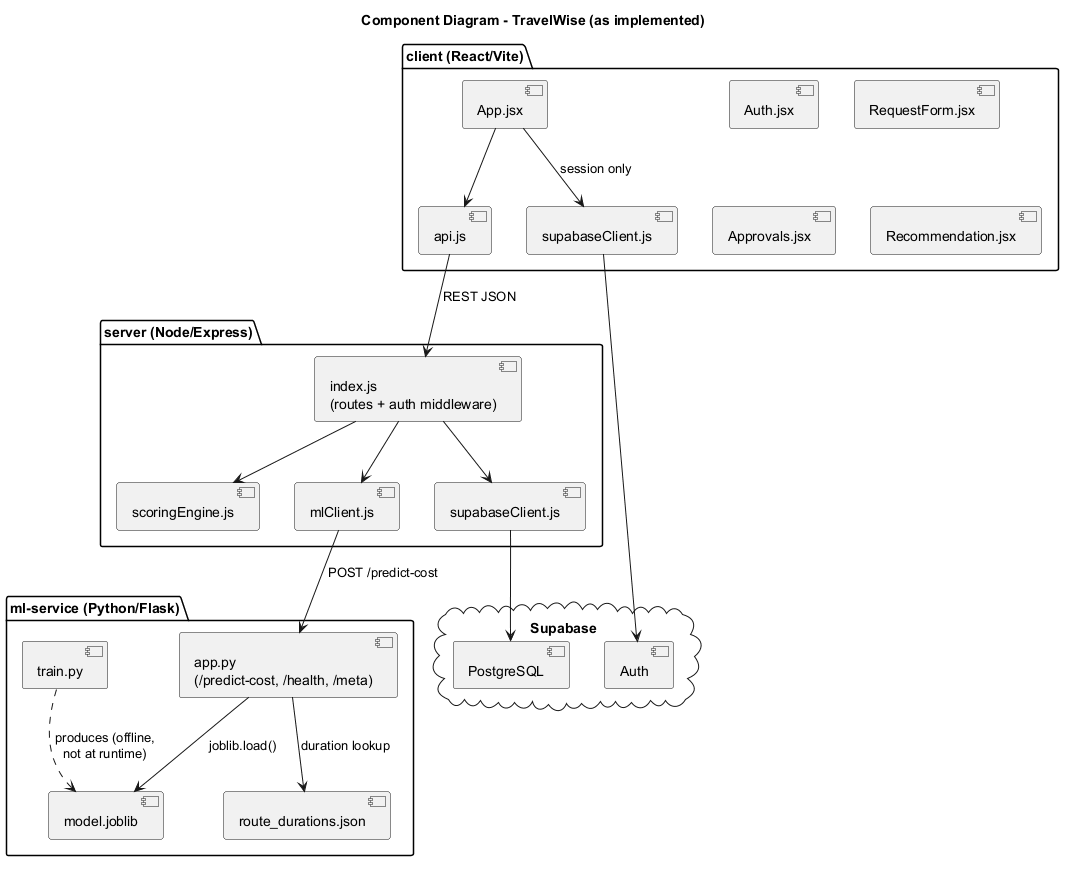 Component Diagram - TravelWise (as implemented)
client (React/Vite)
App.jsx
Auth.jsx
RequestForm.jsx
session only
api.js
supabaseClient.js
Approvals.jsx
Recommendation.jsx
REST JSON
server (Node/Express)
index.js
(routes + auth middleware)
scoringEngine.js
mlClient.js
supabaseClient.js
POST /predict-cost
ml-service (Python/Flask)
Supabase
train.py
app.py
(/predict-cost, /health, /meta)
PostgreSQL
Auth
produces (offline,
not at runtime)
joblib.load()
duration lookup
model.joblib
route_durations.json